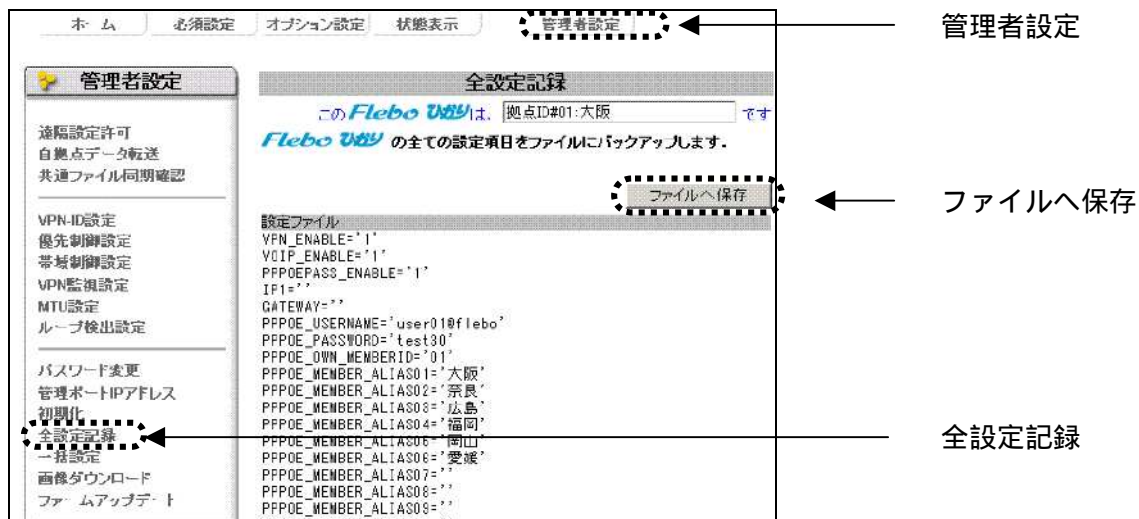 ホーム 必須設定 オプション設定 状態表示 管理者設定
管理者設定
管理者設定
遠隔設定許可
自拠点データ転送
共通ファイル同期確認
VPN-ID設定
優先制御設定
帯域制御設定
VPN監視設定
MTU設定
ループ検出設定
パスワード変更
管理ポートIPアドレス
初期化
全設定記録
一括設定
画像ダウンロード
ファームアップデート
全設定記録
この Flebo ひかり は、 拠点ID#01:大阪 です
Flebo ひかり の全ての設定項目をファイルにバックアップします.
ファイルへ保存
ファイルへ保存
設定ファイル
VPN_ENABLE='1'
VOIP_ENABLE='1'
PPPOEPASS_ENABLE='1'
IP1=''
GATEWAY=''
PPPOE_USERNAME='user01@flebo'
PPPOE_PASSWORD='test30'
PPPOE_OWN_MEMBERID='01'
PPPOE_MEMBER_ALIAS01='大阪'
PPPOE_MEMBER_ALIAS02='奈良'
PPPOE_MEMBER_ALIAS03='広島'
PPPOE_MEMBER_ALIAS04='福岡'
PPPOE_MEMBER_ALIAS05='岡山'
PPPOE_MEMBER_ALIAS06='愛媛'
PPPOE_MEMBER_ALIAS07=''
PPPOE_MEMBER_ALIAS08=''
PPPOE_MEMBER_ALIAS09=''
全設定記録